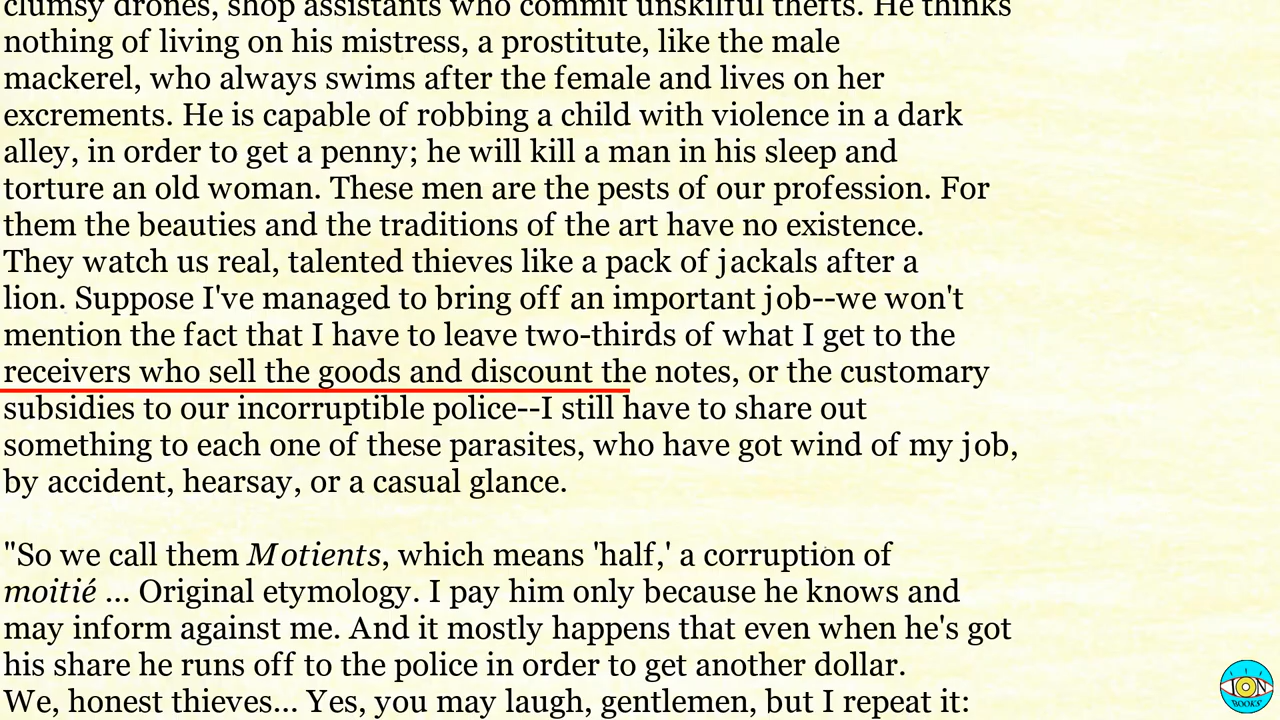 clumsy drones, shop assistants who commit unskilful thefts. He thinks
nothing of living on his mistress, a prostitute, like the male
mackerel, who always swims after the female and lives on her
excrements. He is capable of robbing a child with violence in a dark
alley, in order to get a penny; he will kill a man in his sleep and
torture an old woman. These men are the pests of our profession. For
them the beauties and the traditions of the art have no existence.
They watch us real, talented thieves like a pack of jackals after a
lion. Suppose I've managed to bring off an important job--we won't
mention the fact that I have to leave two-thirds of what I get to the
receivers who sell the goods and discount the notes, or the customary
subsidies to our incorruptible police--I still have to share out
something to each one of these parasites, who have got wind of my job,
by accident, hearsay, or a casual glance.
"So we call them Motients, which means 'half,' a corruption of
moitié ... Original etymology. I pay him only because he knows and
may inform against me. And it mostly happens that even when he's got
his share he runs off to the police in order to get another dollar.
We, honest thieves... Yes, you may laugh, gentlemen, but I repeat it:
ION
BOOKS